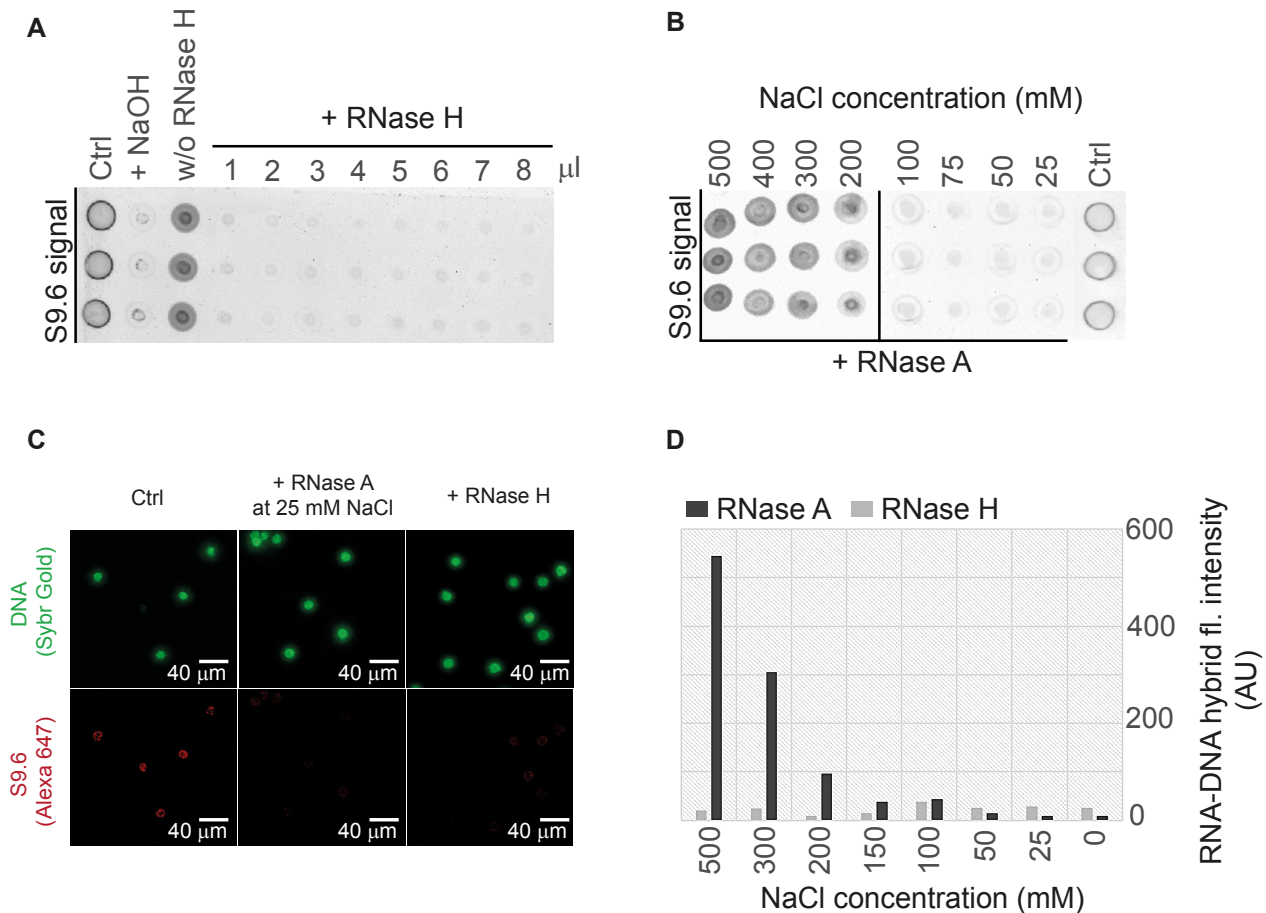 A
Ctrl
+ NaOH
w/o RNase H
+ RNase H
1 2 3 4 5 6 7 8 µl
S9.6 signal
B
NaCl concentration (mM)
500 400 300 200 100 75 50 25 Ctrl
S9.6 signal
+ RNase A
C
Ctrl
+ RNase A
at 25 mM NaCl
+ RNase H
DNA
(Sybr Gold)
40 µm 40 µm 40 µm
S9.6
(Alexa 647)
40 µm 40 µm 40 µm
D
RNase A RNase H
600
400
200
0
RNA-DNA hybrid fl. intensity
(AU)
500 300 200 150 100 50 25 0
NaCl concentration (mM)